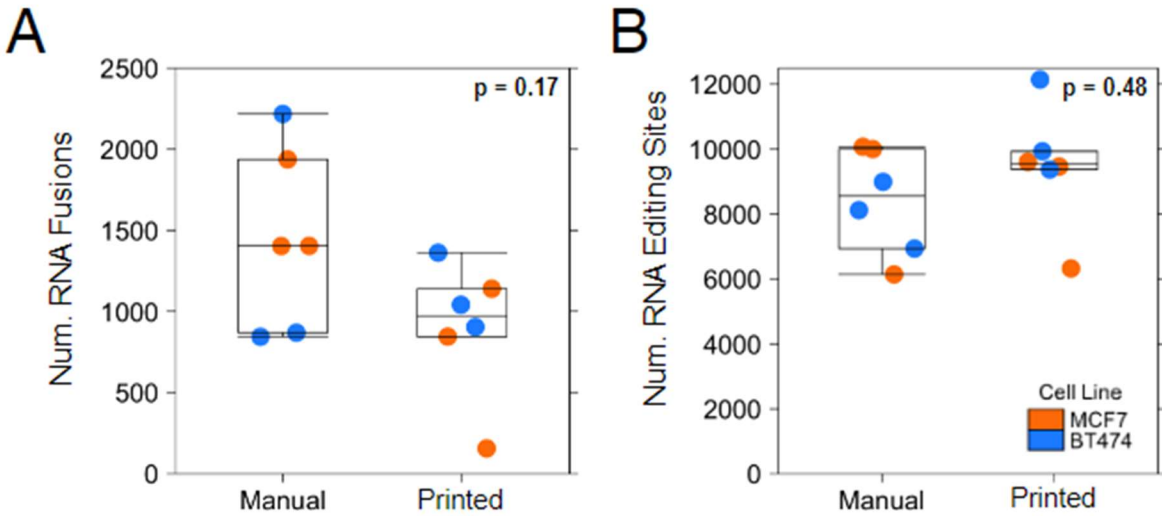 A
Num. RNA Fusions
2500
2000
1500
1000
500
0
p = 0.17
Manual
Printed
B
Num. RNA Editing Sites
12000
10000
8000
6000
4000
2000
0
p = 0.48
Cell Line
MCF7
BT474
Manual
Printed